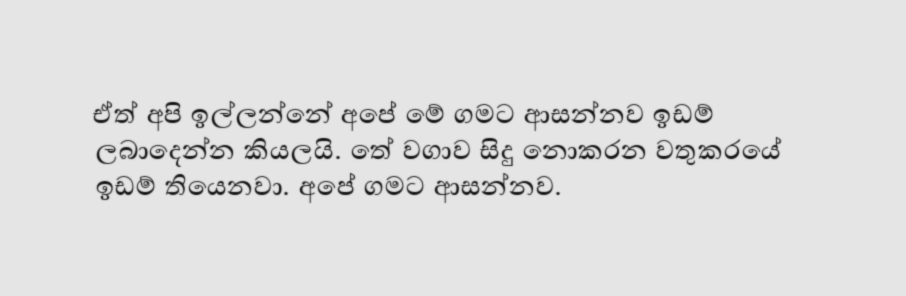 ඒත් අපි ඉල්ලන්නේ අපේ මේ ගමට ආසන්නව ඉඩම්
ලබාදෙන්න කියලයි. තේ වගාව සිදු නොකරන වතුකරයේ
ඉඩම් තියෙනවා. අපේ ගමට ආසන්නව.